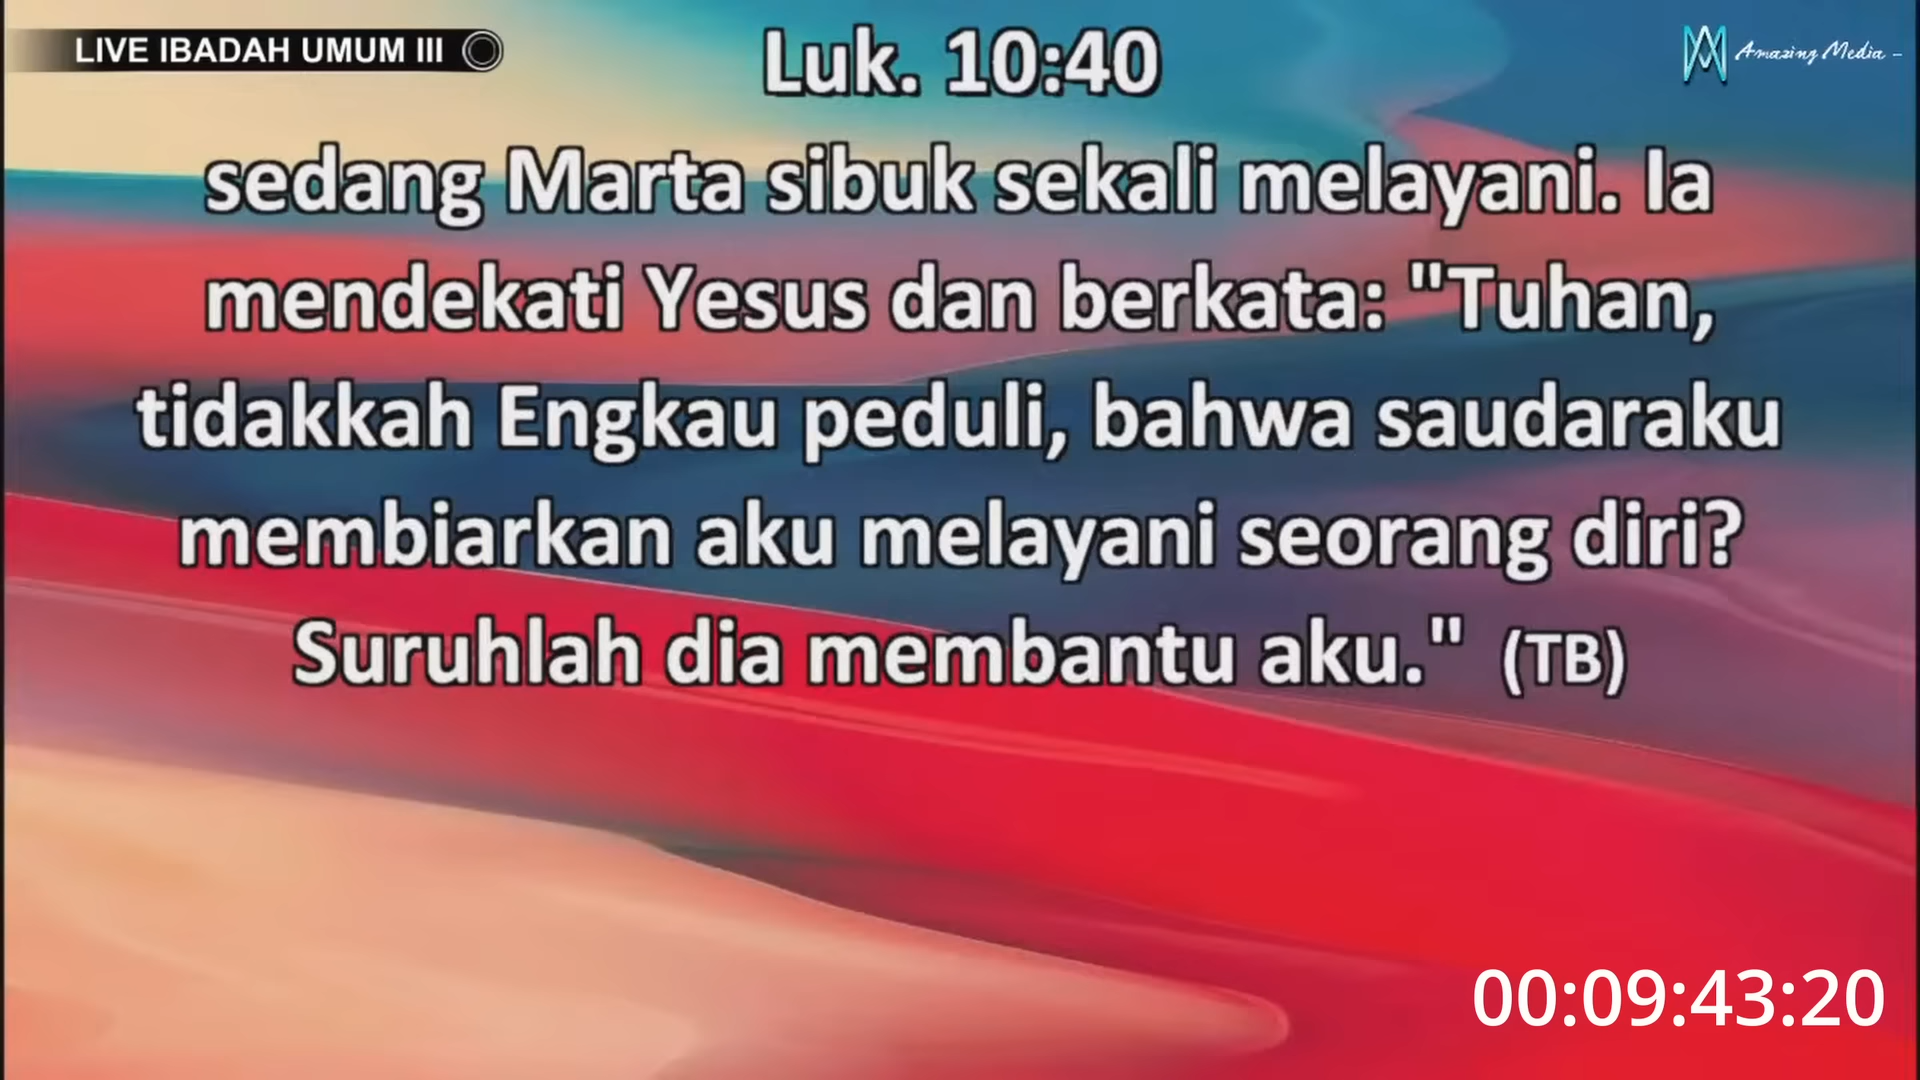 LIVE IBADAH UMUM III
Luk. 10:40
Amazing Media -
sedang Marta sibuk sekali melayani. Ia
mendekati Yesus dan berkata: "Tuhan,
tidakkah Engkau peduli, bahwa saudaraku
membiarkan aku melayani seorang diri?
Suruhlah dia membantu aku." (TB)
00:09:43:20